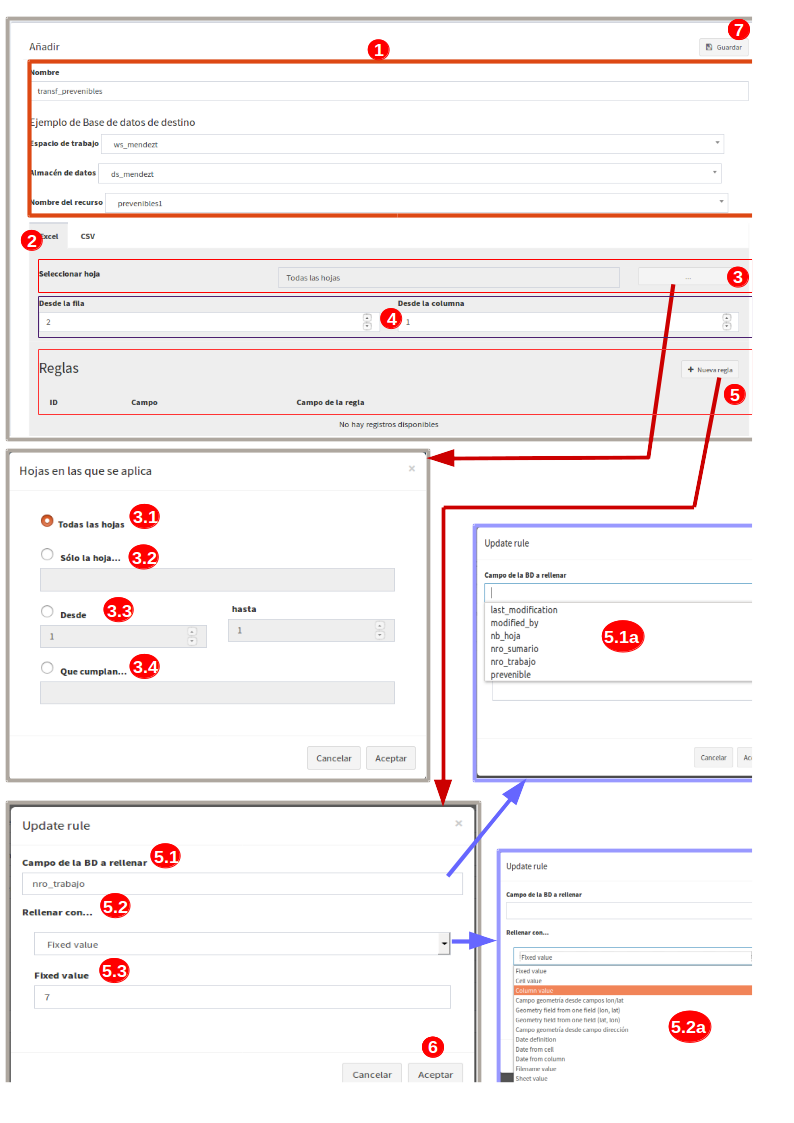 7
Añadir
1
Guardar
Nombre
transf_prevenibles
Ejemplo de Base de datos de destino
Espacio de trabajo
ws_mendezt
Almacén de datos
ds_mendezt
Nombre del recurso
prevenibles1
2
Excel
CSV
Seleccionar hoja
Todas las hojas
...
3
Desde la fila
Desde la columna
2
4
1
Reglas
+ Nueva regla
5
ID
Campo
Campo de la regla
No hay registros disponibles
Hojas en las que se aplica
×
Todas las hojas
3.1
Sólo la hoja...
3.2
Desde
3.3
hasta
1
1
Que cumplan...
3.4
Cancelar
Aceptar
Update rule
Campo de la BD a rellenar
last_modification
modified_by
nb_hoja
nro_sumario
nro_trabajo
prevenible
5.1a
Cancelar
Ac
Update rule
×
Campo de la BD a rellenar
5.1
nro_trabajo
Rellenar con...
5.2
Fixed value
Fixed value
5.3
7
6
Cancelar
Aceptar
Update rule
Campo de la BD a rellenar
Rellenar con...
Fixed value
Fixed value
Cell value
Column value
Campo geometría desde campos lon/lat
Geometry field from one field (lon, lat)
Geometry field from one field (lat, lon)
Campo geometría desde campo dirección
Date definition
Date from cell
Date from column
Filename value
Sheet value
5.2a